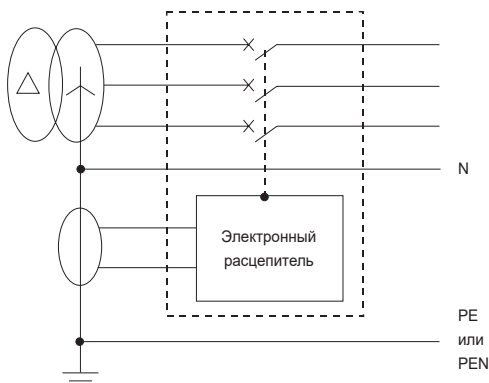 N
Электронный
расцепитель
PE
или
PEN